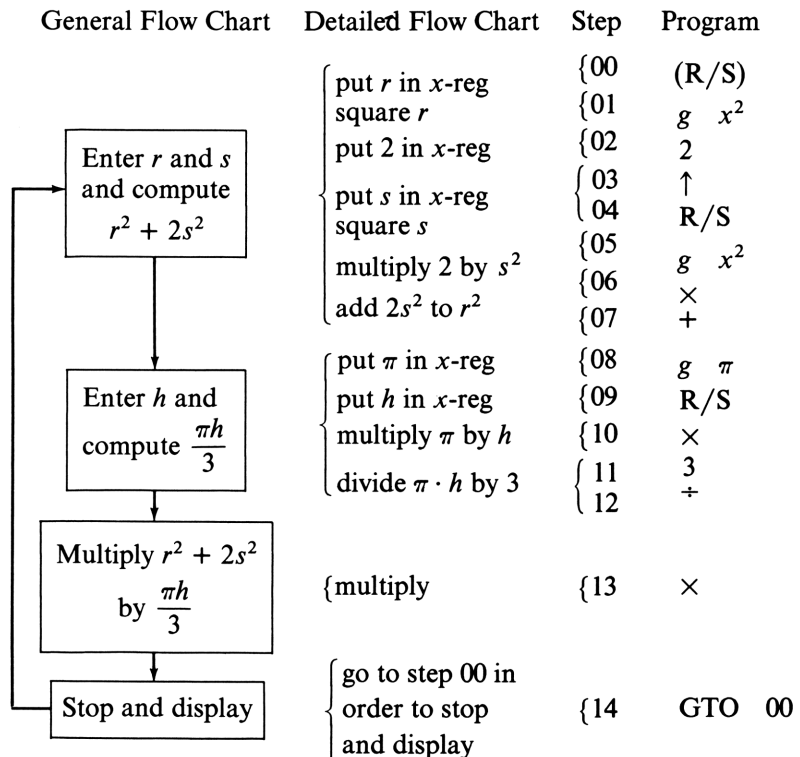 General Flow Chart Detailed Flow Chart Step Program
put r in x-reg {00 (R/S)
square r {01 g x²
put 2 in x-reg {02 2
put s in x-reg { 03 ↑
04 R/S
square s {05 g x²
multiply 2 by s² {06 ×
add 2s² to r² {07 +
Enter r and s
and compute
r² + 2s²
put π in x-reg {08 g π
put h in x-reg {09 R/S
multiply π by h {10 ×
divide π · h by 3 { 11 3
12 ÷
Enter h and
compute πh/3
Multiply r² + 2s²
by πh/3
{multiply {13 ×
Stop and display
go to step 00 in
order to stop {14 GTO 00
and display